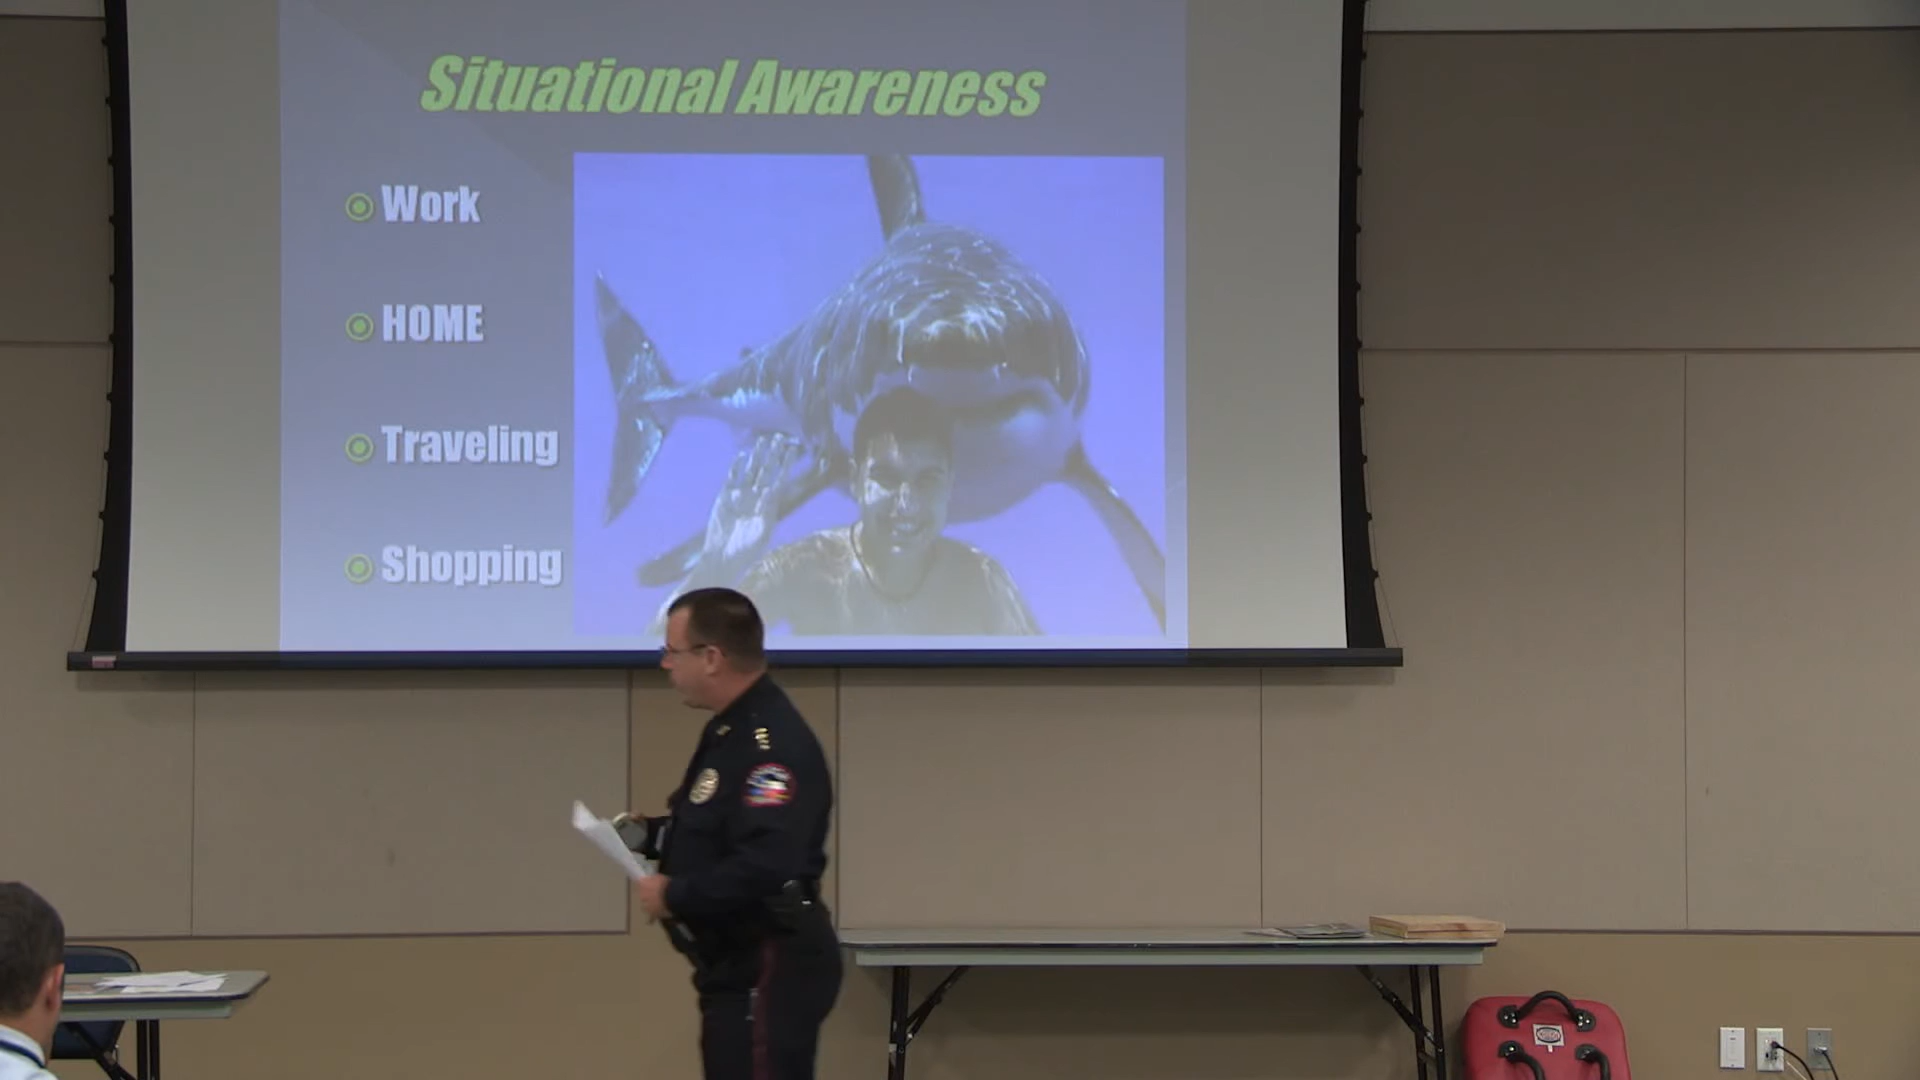 Situational Awareness
Work
HOME
Traveling
Shopping